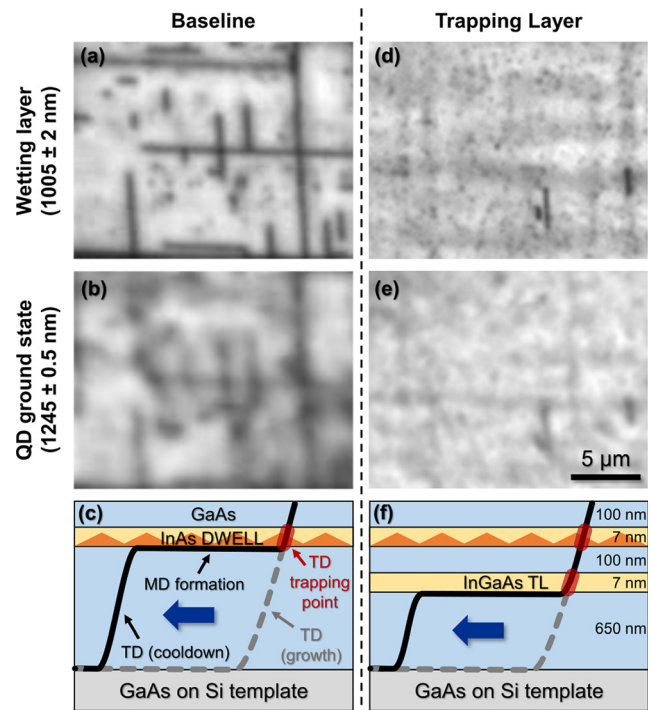 Baseline
Trapping Layer
Wetting layer
(1005 ± 2 nm)
(a)
(d)
QD ground state
(1245 ± 0.5 nm)
(b)
(e)
5 µm
(c)
GaAs
InAs DWELL
MD formation
TD
trapping
point
TD (cooldown)
TD
(growth)
GaAs on Si template
(f)
100 nm
7 nm
100 nm
InGaAs TL
7 nm
650 nm
GaAs on Si template